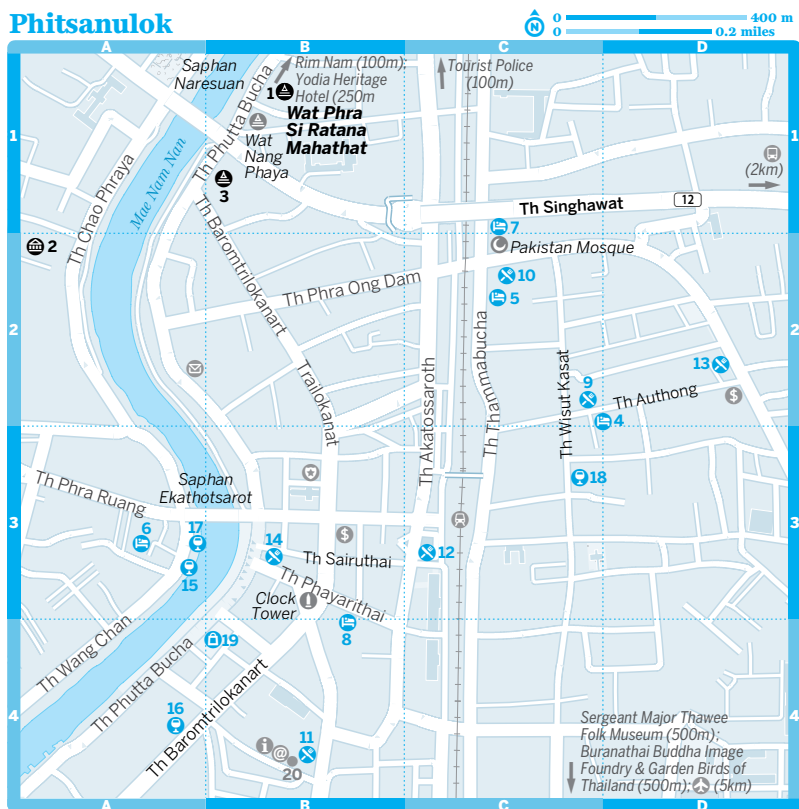 Phitsanulok
N
0 400 m
0 0.2 miles
A B C D
Saphan
Naresuan
Rim Nam (100m);
Yodia Heritage
Hotel (250m
Tourist Police
(100m)
1
Wat Phra
Si Ratana
Mahathat
1 1
Th Phutta Bucha
Wat
Nang
Phaya
Mae Nam Nan
Th Chao Phraya
3
(2km)
Th Singhawat
12
7
2
Pakistan Mosque
10
5
Th Phra Ong Dam
Th Baromtrilokanart
2 2
Trailokanat
Th Akatossaroth
Th Thammabucha
Th Wisut Kasat
13
9
$
Th Authong
4
18
Saphan
Ekathotsarot
Th Phra Ruang
3 3
6
17
14
$
Th Sairuthai
12
15
Th Phayarithai
Clock
Tower
8
19
Th Wang Chan
Th Phutta Bucha
Th Baromtrilokanart
16
4 4
i
@
11
20
Sergeant Major Thawee
Folk Museum (500m);
Buranathai Buddha Image
Foundry & Garden Birds of
Thailand (500m); (5km)
A B C D